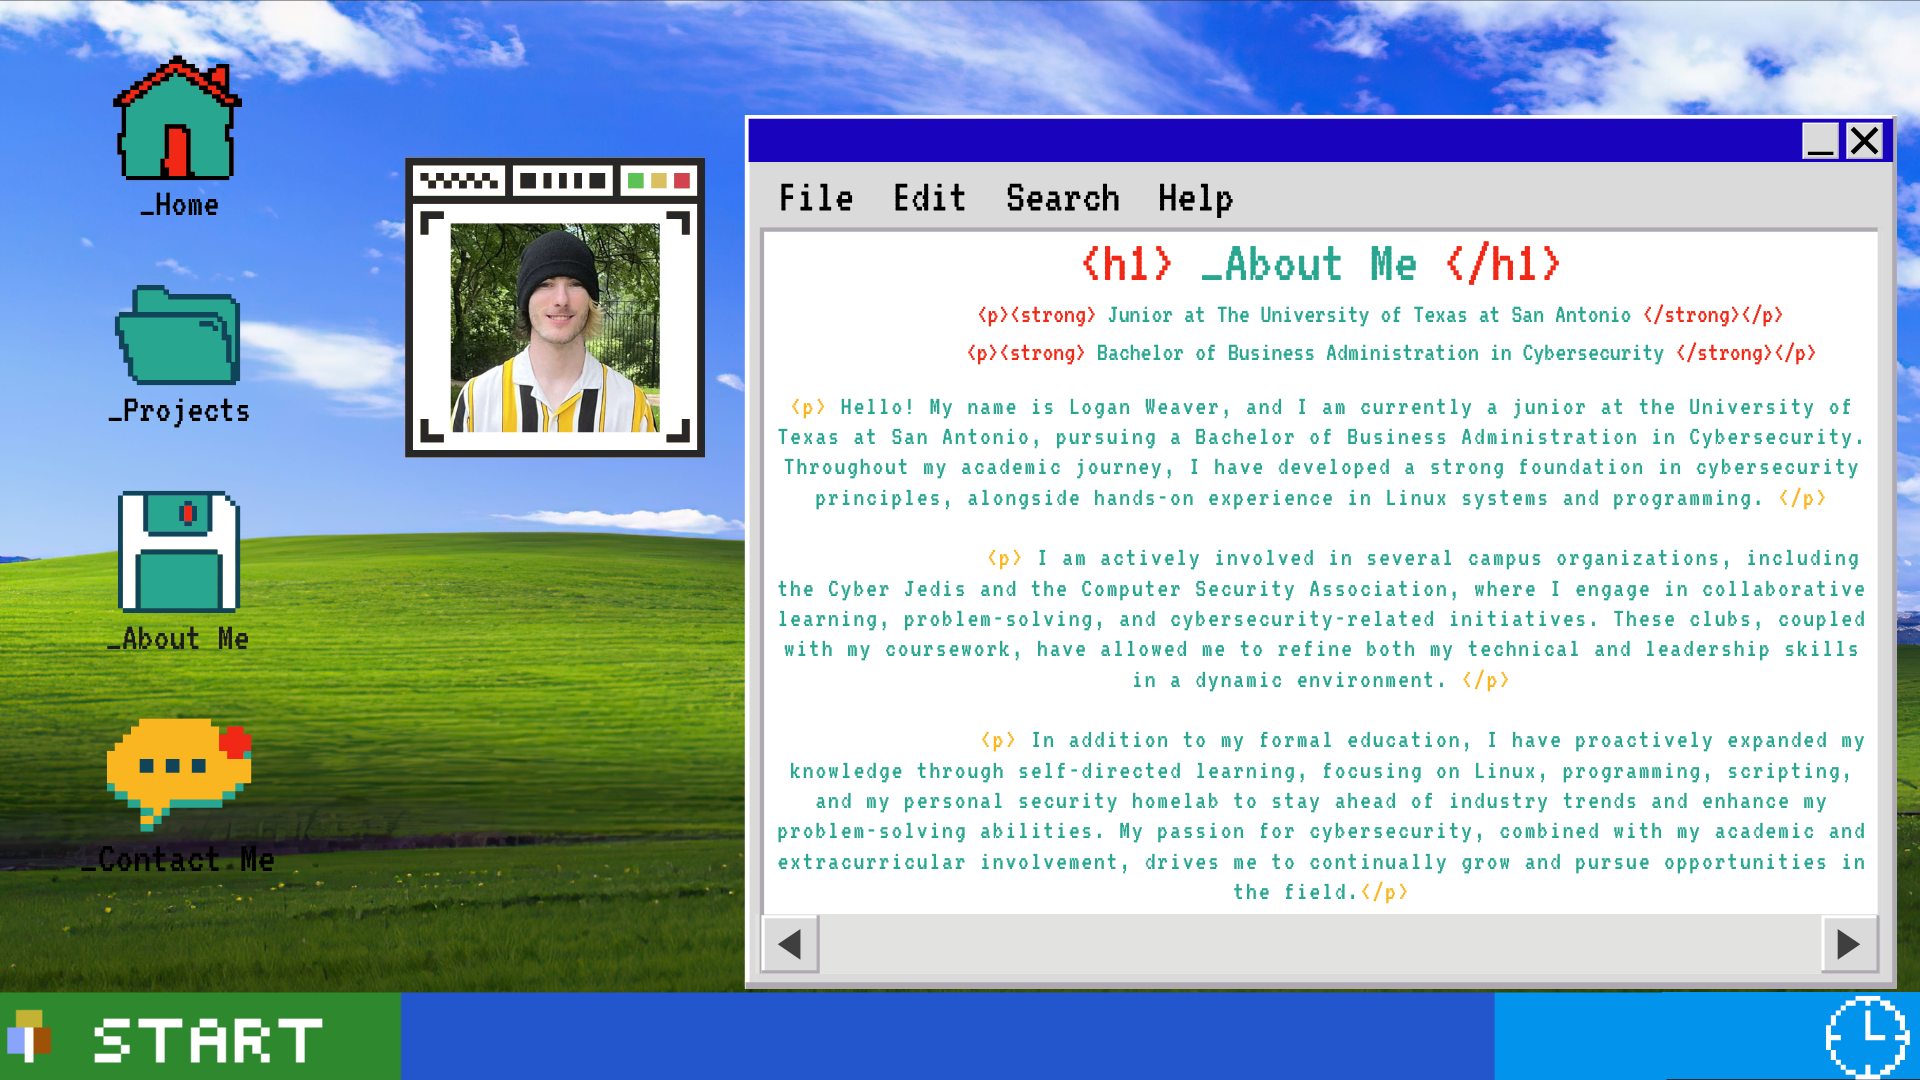 _Home
_Projects
_About Me
_Contact Me
File Edit Search Help
<h1> _About Me </h1>
<p><strong> Junior at The University of Texas at San Antonio </strong></p>
<p><strong> Bachelor of Business Administration in Cybersecurity </strong></p>
<p> Hello! My name is Logan Weaver, and I am currently a junior at the University of
Texas at San Antonio, pursuing a Bachelor of Business Administration in Cybersecurity.
Throughout my academic journey, I have developed a strong foundation in cybersecurity
principles, alongside hands-on experience in Linux systems and programming. </p>
<p> I am actively involved in several campus organizations, including
the Cyber Jedis and the Computer Security Association, where I engage in collaborative
learning, problem-solving, and cybersecurity-related initiatives. These clubs, coupled
with my coursework, have allowed me to refine both my technical and leadership skills
in a dynamic environment. </p>
<p> In addition to my formal education, I have proactively expanded my
knowledge through self-directed learning, focusing on Linux, programming, scripting,
and my personal security homelab to stay ahead of industry trends and enhance my
problem-solving abilities. My passion for cybersecurity, combined with my academic and
extracurricular involvement, drives me to continually grow and pursue opportunities in
the field.</p>
START